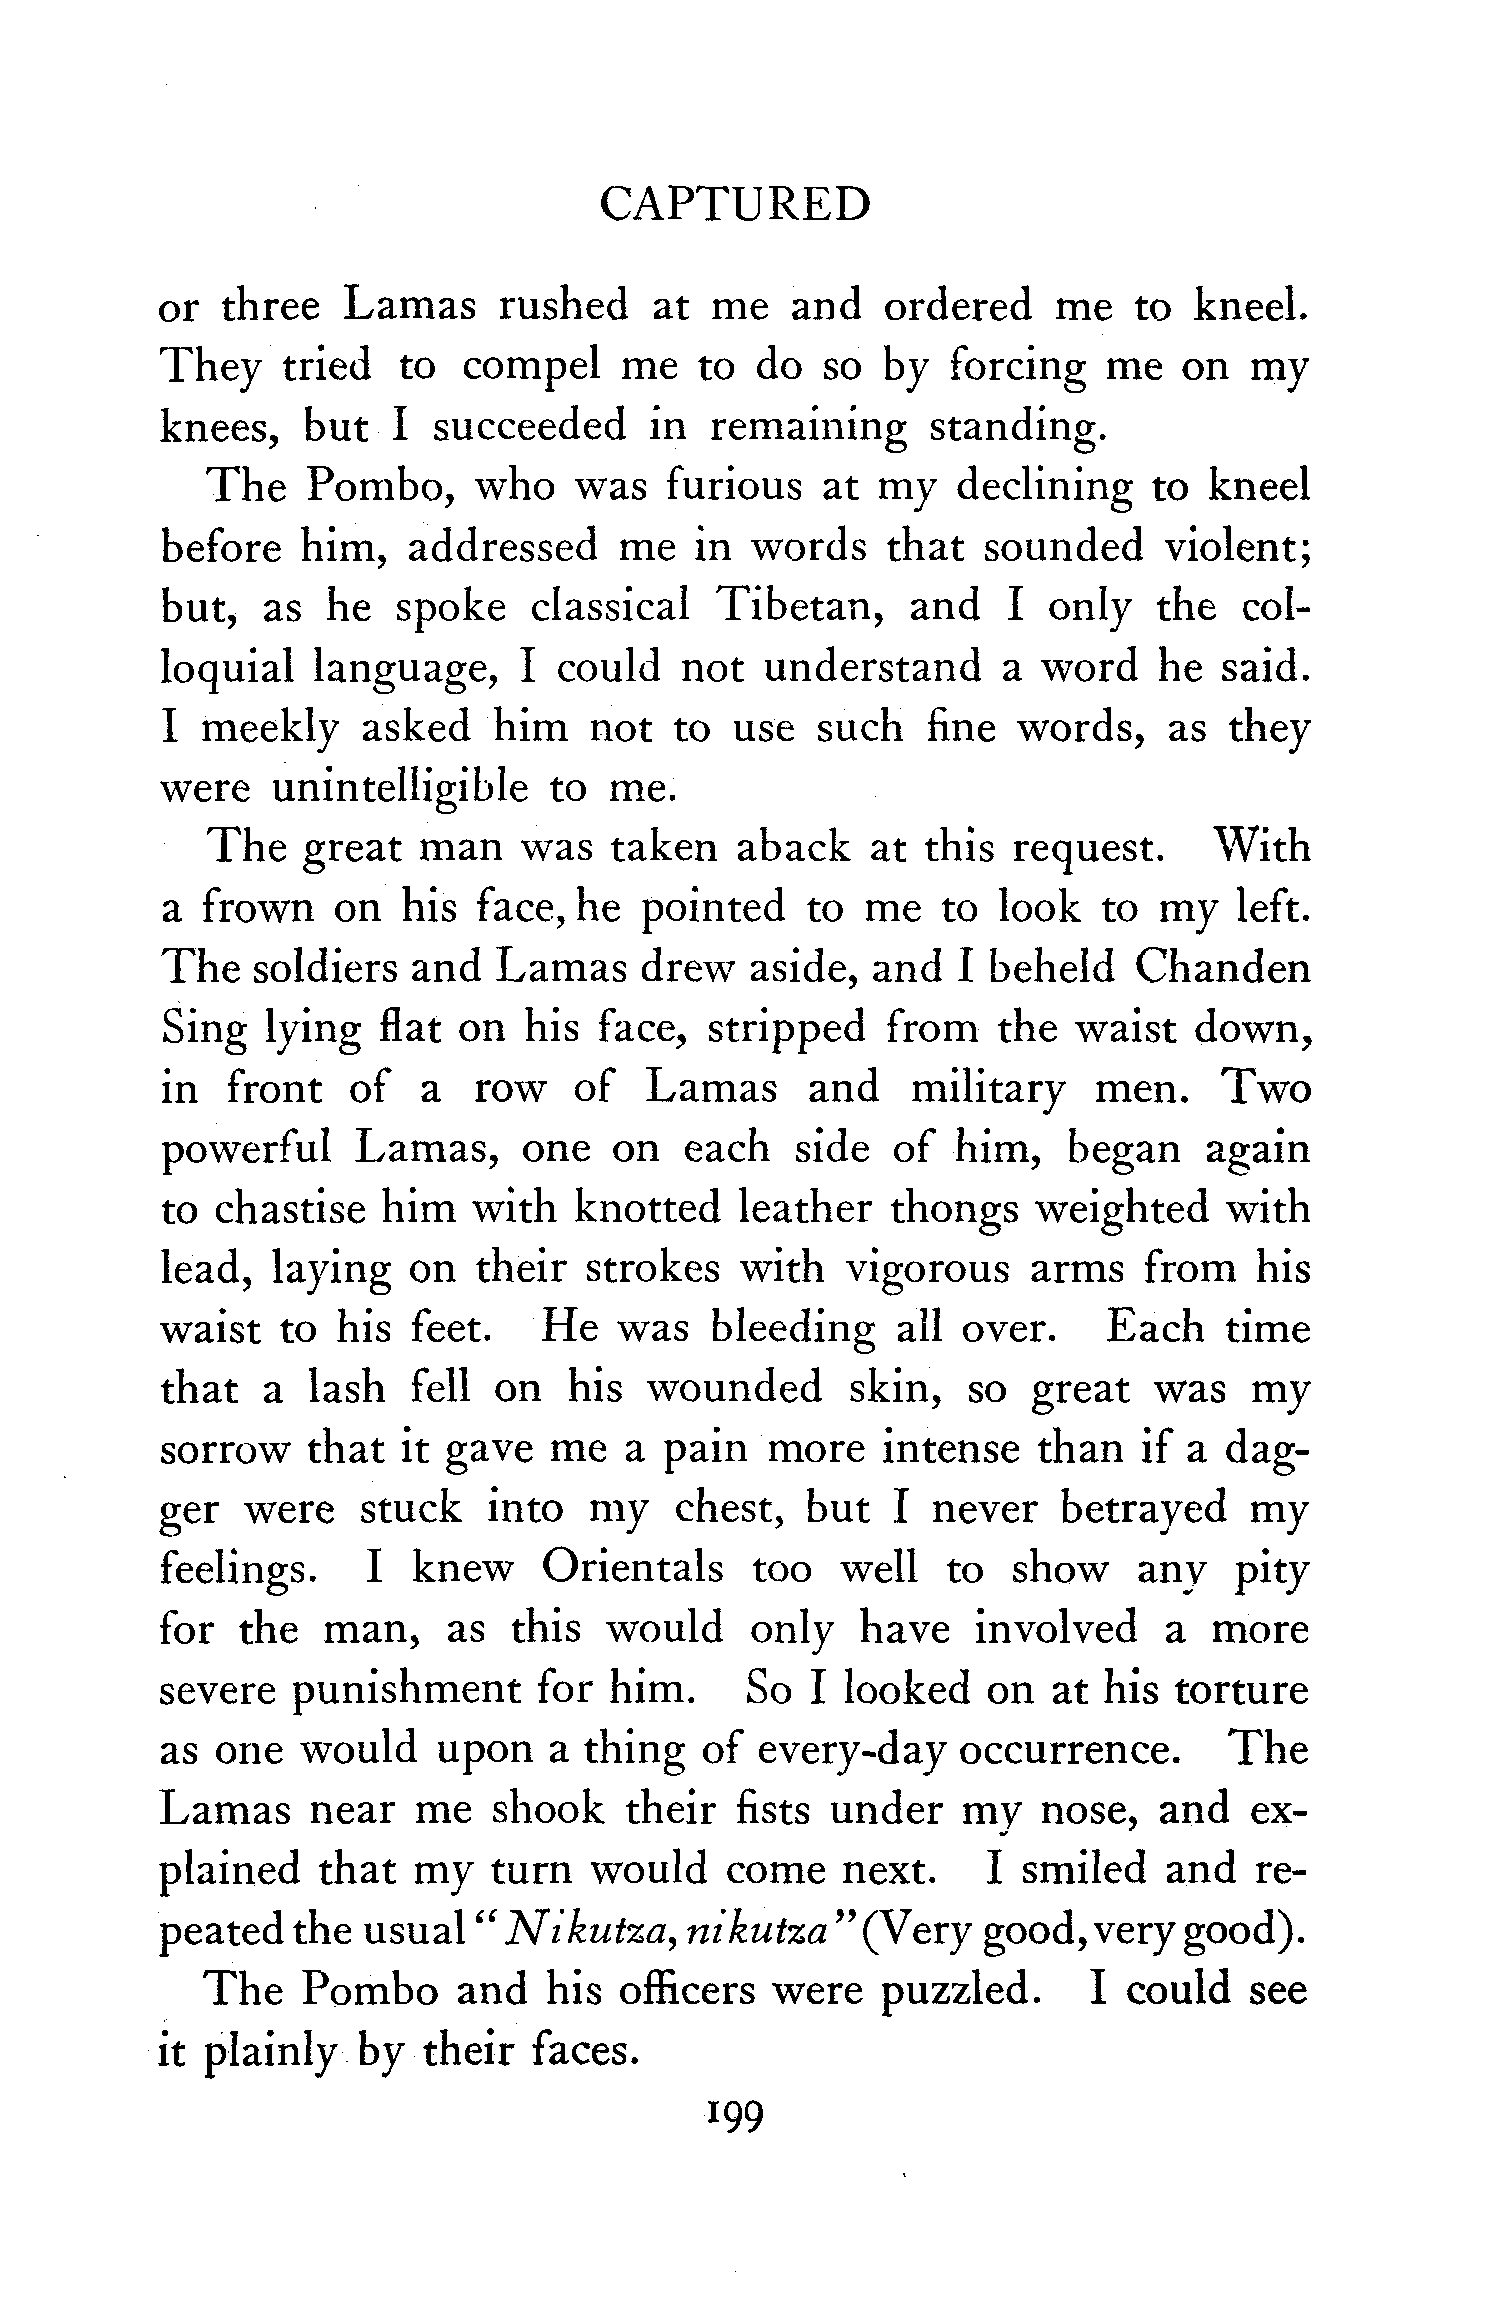 CAPTURED
or three Lamas rushed at me and ordered me to kneel.
They tried to compel me to do so by forcing me on my
knees, but I succeeded in remaining standing.
The Pombo, who was furious at my declining to kneel
before him, addressed me in words that sounded violent;
but, as he spoke classical Tibetan, and I only the col-
loquial language, I could not understand a word he said.
I meekly asked him not to use such fine words, as they
were unintelligible to me.
The great man was taken aback at this request. With
a frown on his face, he pointed to me to look to my left.
The soldiers and Lamas drew aside, and I beheld Chanden
Sing lying flat on his face, stripped from the waist down,
in front of a row of Lamas and military men. Two
powerful Lamas, one on each side of him, began again
to chastise him with knotted leather thongs weighted with
lead, laying on their strokes with vigorous arms from his
waist to his feet. He was bleeding all over. Each time
that a lash fell on his wounded skin, so great was my
sorrow that it gave me a pain more intense than if a dag-
ger were stuck into my chest, but I never betrayed my
feelings. I knew Orientals too well to show any pity
for the man, as this would only have involved a more
severe punishment for him. So I looked on at his torture
as one would upon a thing of every-day occurrence. The
Lamas near me shook their fists under my nose, and ex-
plained that my turn would come next. I smiled and re-
peated the usual "Nikutza, nikutza" (Very good, very good).
The Pombo and his officers were puzzled. I could see
it plainly by their faces.
199